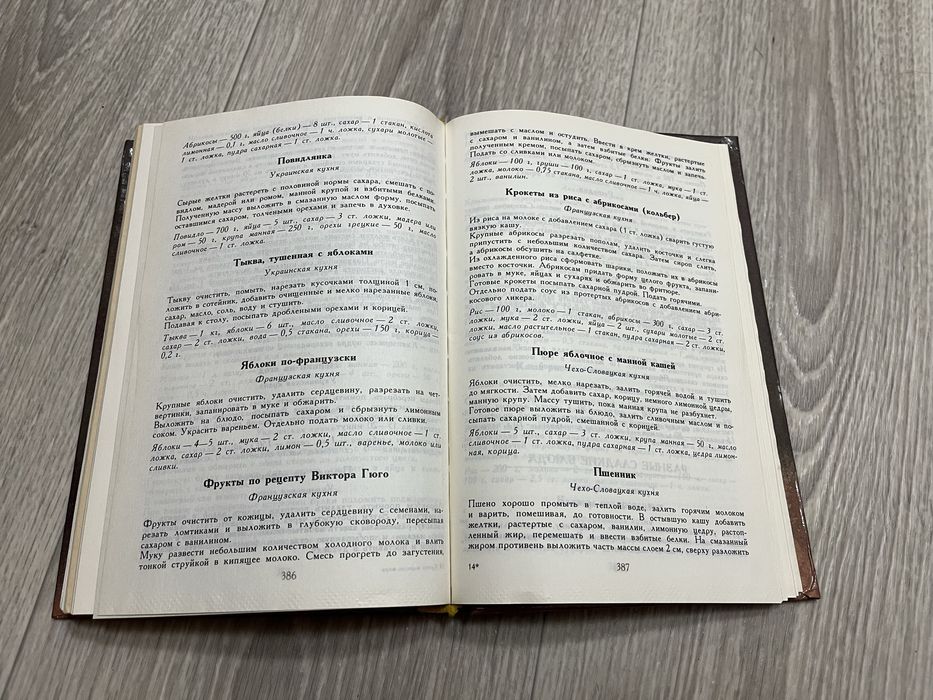 Абрикосы — 500 г, яйца (белки) — 8 шт., сахар — 1 стакан, кислота
лимонная — 0,1 г, масло сливочное — 1 ч. ложка, сухари молотые —
1 ст. ложка, пудра сахарная — 1 ст. ложка.
Повидлянка
Украинская кухня
Сырые желтки растереть с половиной нормы сахара, смешать с по-
видлом, мадерой или ромом, манной крупой и взбитыми белками.
Полученную массу выложить в смазанную маслом форму, посыпать
оставшимся сахаром, толчеными орехами и запечь в духовке.
Повидло — 700 г, яйца — 5 шт., сахар — 3 ст. ложки, мадера или
ром — 50 г, крупа манная — 250 г, орехи грецкие — 50 г, масло
сливочное — 1 ст. ложка.
Тыква, тушенная с яблоками
Украинская кухня
Тыкву очистить, помыть, нарезать кусочками толщиной 1 см, по-
ложить в сотейник, добавить очищенные и мелко нарезанные яблоки,
сахар, масло, соль, воду и стушить.
Подавая к столу, посыпать дроблеными орехами и корицей.
Тыква — 1 кг, яблоки — 6 шт., масло сливочное — 2 ст. ложки,
сахар — 2 ст. ложки, вода — 0,5 стакана, орехи — 150 г, корица —
0,2 г.
Яблоки по-французски
Французская кухня
Крупные яблоки очистить, удалить сердцевину, разрезать на чет-
вертинки, запанировать в муке и обжарить.
Выложить на блюдо, посыпать сахаром и сбрызнуть лимонным
соком. Украсить вареньем. Отдельно подать молоко или сливки.
Яблоки — 4—5 шт., мука — 2 ст. ложки, масло сливочное — 1 ст.
ложка, сахар — 2 ст. ложки, лимон — 0,5 шт., варенье, молоко или
сливки.
Фрукты по рецепту Виктора Гюго
Французская кухня
Фрукты очистить от кожицы, удалить сердцевину с семенами, на-
резать ломтиками и выложить в глубокую сковороду, пересыпая
сахаром с ванилином.
Муку развести небольшим количеством холодного молока и влить
тонкой струйкой в кипящее молоко. Смесь прогреть до загустения,
386
вымешать с маслом и остудить. Ввести в крем желтки, растертые
с сахаром и ванилином, а затем взбитые белки. Фрукты залить
полученным кремом, посыпать сахаром, сбрызнуть маслом и запечь.
Подать со сливками или молоком.
Яблоки — 100 г, груши — 100 г, сахар — 1 ст. ложка, мука — 1 ст.
ложка, молоко — 0,75 стакана, масло сливочное — 1 ч. ложка, яйца —
2 шт., ванилин.
Крокеты из риса с абрикосами (кольбер)
Французская кухня
Из риса на молоке с добавлением сахара (1 ст. ложка) сварить густую
вязкую кашу.
Крупные абрикосы разрезать пополам, удалить косточки и слегка
припустить с небольшим количеством сахара. Затем сироп слить,
а абрикосы обсушить на салфетке.
Из охлажденного риса сформовать шарики, положить их в абрикосы
вместо косточки. Абрикосам придать форму целого фрукта, запани-
ровать в муке, яйцах и сухарях и обжарить во фритюре.
Готовые крокеты посыпать сахарной пудрой. Подать горячими.
Отдельно подать соус из протертых абрикосов с добавлением абри-
косового ликера.
Рис — 100 г, молоко — 1 стакан, абрикосы — 300 г, сахар — 3 ст.
ложки, мука — 2 ст. ложки, яйца — 2 шт., сухари молотые — 2 ст.
ложки, масло растительное — 1 стакан, пудра сахарная — 2 ст. ложки,
соус из абрикосов.
Пюре яблочное с манной кашей
Чехо-Словацкая кухня
Яблоки очистить, мелко нарезать, залить горячей водой и тушить
до мягкости. Затем добавить сахар, корицу, немного лимонной цедры,
манную крупу. Массу тушить, пока манная крупа не разбухнет.
Готовое пюре выложить на блюдо, залить сливочным маслом и по-
сыпать сахарной пудрой, смешанной с корицей.
Яблоки — 5 шт., сахар — 3 ст. ложки, крупа манная — 50 г, масло
сливочное — 1 ст. ложка, пудра сахарная — 1 ст. ложка, цедра лимон-
ная, корица.
Пшенник
Чехо-Словацкая кухня
Пшено хорошо промыть в теплой воде, залить горячим молоком
и варить, помешивая, до готовности. В остывшую кашу добавить
желтки, растертые с сахаром, ванилин, лимонную цедру, растоп-
ленный жир, перемешать и ввести взбитые белки. На смазанный
жиром противень выложить часть массы слоем 2 см, сверху разложить
14*
387